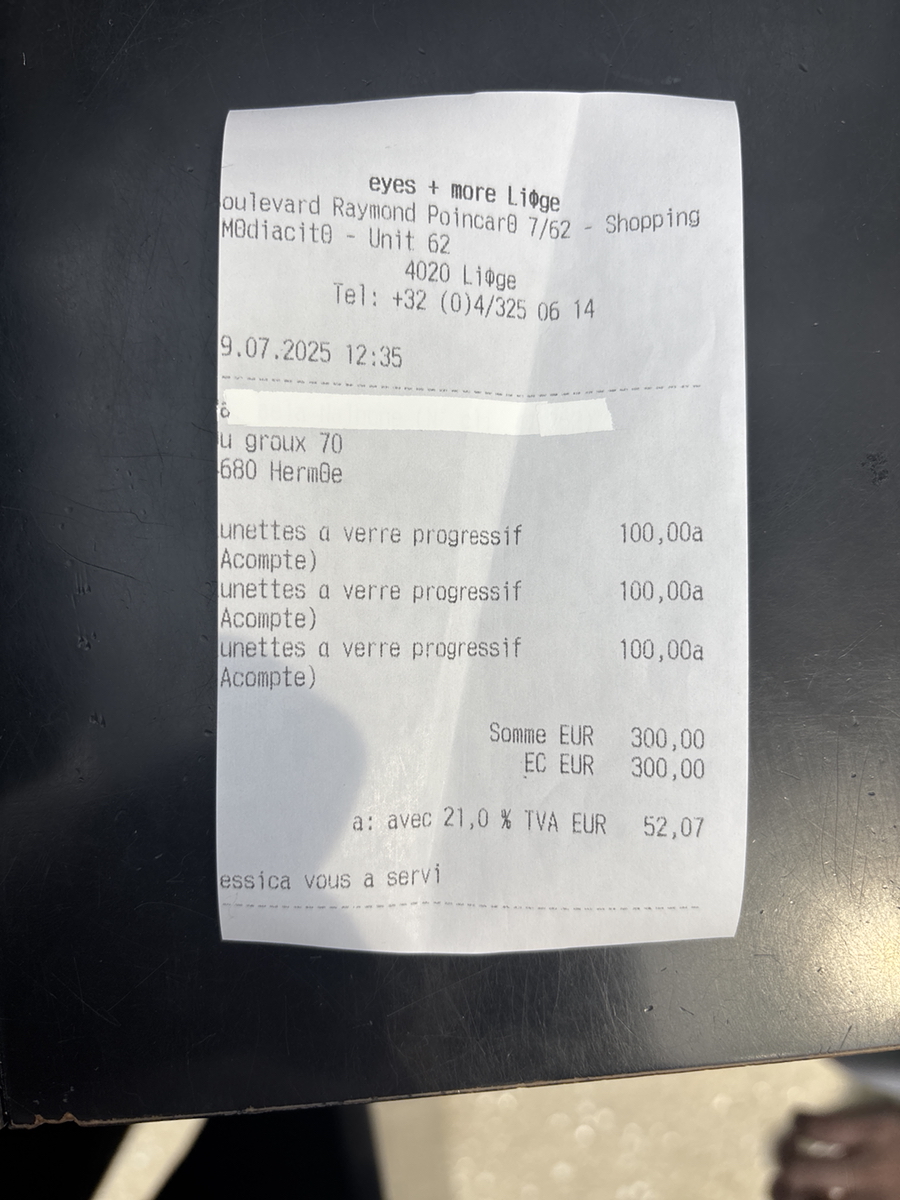 eyes + more LiΦge
oulevard Raymond PoincarΘ 7/62 - Shopping
MΘdiacitΘ - Unit 62
4020 LiΦge
Tel: +32 (0)4/325 06 14
9.07.2025 12:35
u groux 70
680 HermΘe
unettes a verre progressif 100,00a
Acompte)
unettes a verre progressif 100,00a
Acompte)
unettes a verre progressif 100,00a
Acompte)
Somme EUR 300,00
EC EUR 300,00
a: avec 21,0 % TVA EUR 52,07
essica vous a servi